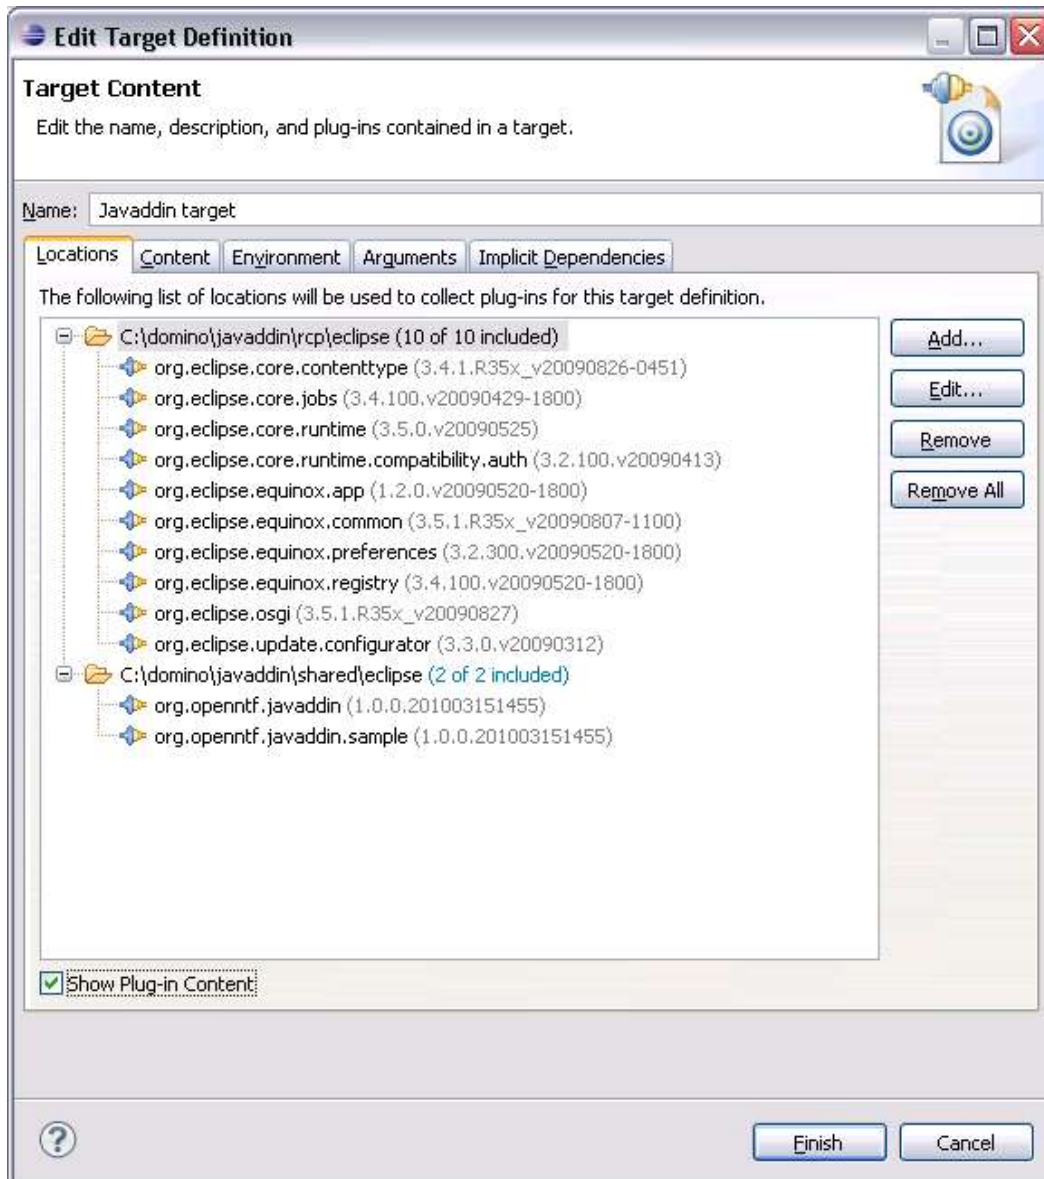 Edit Target Definition
Target Content
Edit the name, description, and plug-ins contained in a target.
Name: Javaddin target
Locations Content Environment Arguments Implicit Dependencies
The following list of locations will be used to collect plug-ins for this target definition.
C:\domino\javaddin\rcp\eclipse (10 of 10 included)
org.eclipse.core.contenttype (3.4.1.R35x_v20090826-0451)
org.eclipse.core.jobs (3.4.100.v20090429-1800)
org.eclipse.core.runtime (3.5.0.v20090525)
org.eclipse.core.runtime.compatibility.auth (3.2.100.v20090413)
org.eclipse.equinox.app (1.2.0.v20090520-1800)
org.eclipse.equinox.common (3.5.1.R35x_v20090807-1100)
org.eclipse.equinox.preferences (3.2.300.v20090520-1800)
org.eclipse.equinox.registry (3.4.100.v20090520-1800)
org.eclipse.osgi (3.5.1.R35x_v20090827)
org.eclipse.update.configurator (3.3.0.v20090312)
C:\domino\javaddin\shared\eclipse (2 of 2 included)
org.openntf.javaddin (1.0.0.201003151455)
org.openntf.javaddin.sample (1.0.0.201003151455)
Add...
Edit...
Remove
Remove All
Show Plug-in Content
?
Finish Cancel